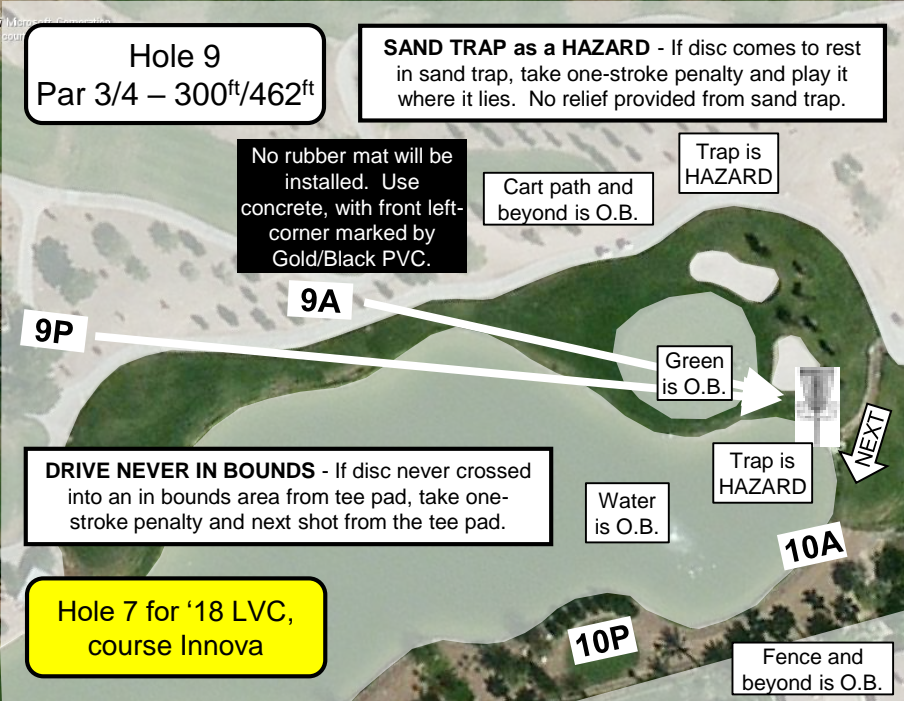 Microsoft Corporation
Hole 9
Par 3/4 – 300ft/462ft
SAND TRAP as a HAZARD - If disc comes to rest
in sand trap, take one-stroke penalty and play it
where it lies. No relief provided from sand trap.
No rubber mat will be
installed. Use
concrete, with front left-
corner marked by
Gold/Black PVC.
Cart path and
beyond is O.B.
Trap is
HAZARD
9A
9P
Green
is O.B.
NEXT
DRIVE NEVER IN BOUNDS - If disc never crossed
into an in bounds area from tee pad, take one-
stroke penalty and next shot from the tee pad.
Trap is
HAZARD
Water
is O.B.
10A
Hole 7 for ‘18 LVC,
course Innova
10P
Fence and
beyond is O.B.